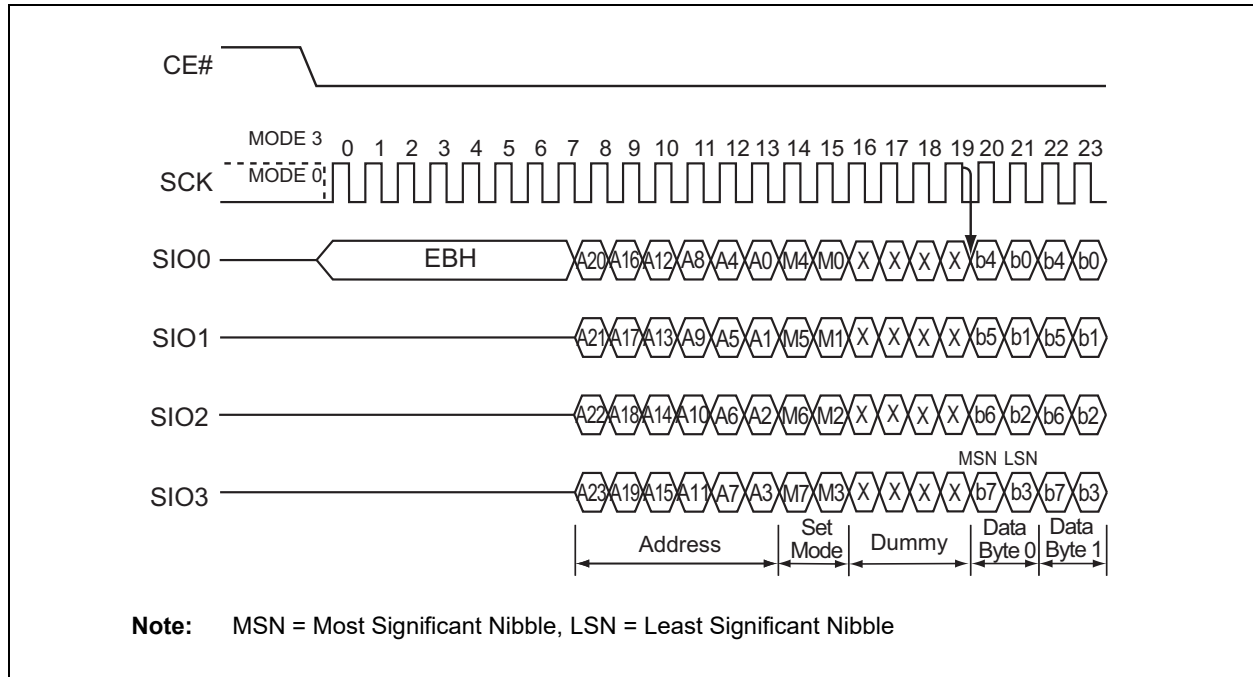 CE#
MODE 3
0 1 2 3 4 5 6 7 8 9 10 11 12 13 14 15 16 17 18 19 20 21 22 23
SCK
MODE 0
SIO0 EBH A20 A16 A12 A8 A4 A0 M4 M0 X X X X b4 b0 b4 b0
SIO1 A21 A17 A13 A9 A5 A1 M5 M1 X X X X b5 b1 b5 b1
SIO2 A22 A18 A14 A10 A6 A2 M6 M2 X X X X b6 b2 b6 b2
MSN LSN
SIO3 A23 A19 A15 A11 A7 A3 M7 M3 X X X X b7 b3 b7 b3
Address
Set
Mode
Dummy
Data
Byte 0
Data
Byte 1
Note: MSN = Most Significant Nibble, LSN = Least Significant Nibble